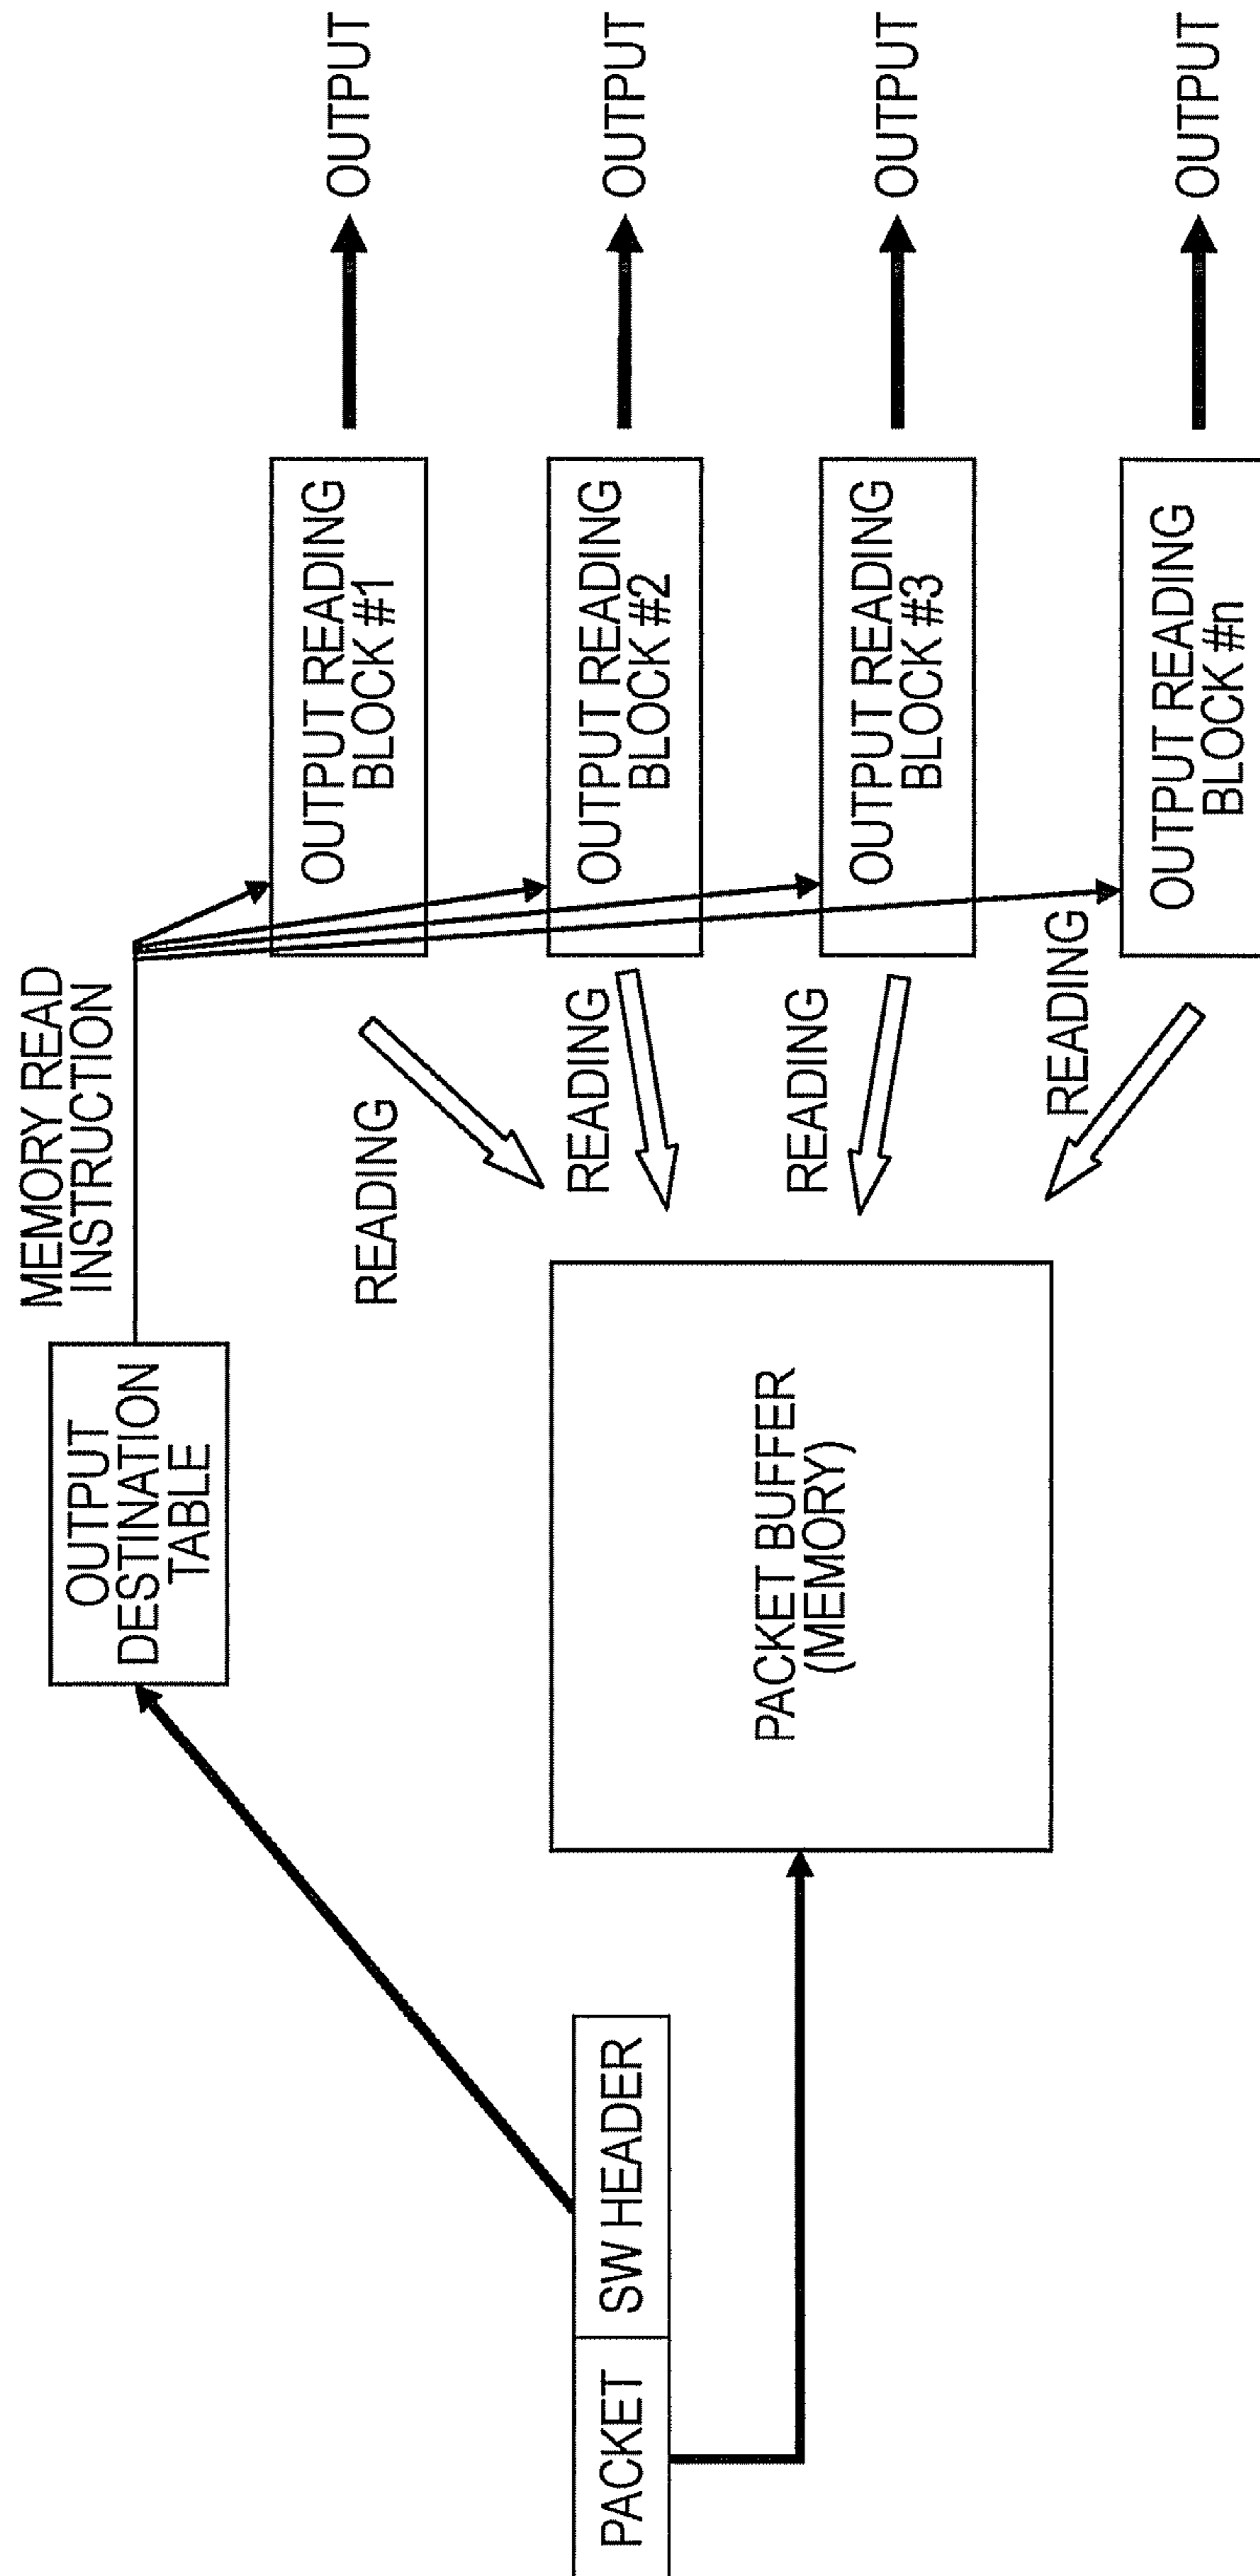 PACKET
SW HEADER
OUTPUT
DESTINATION
TABLE
MEMORY READ
INSTRUCTION
PACKET BUFFER
(MEMORY)
READING
READING
READING
READING
OUTPUT READING
BLOCK #1
OUTPUT READING
BLOCK #2
OUTPUT READING
BLOCK #3
OUTPUT READING
BLOCK #n
OUTPUT
OUTPUT
OUTPUT
OUTPUT